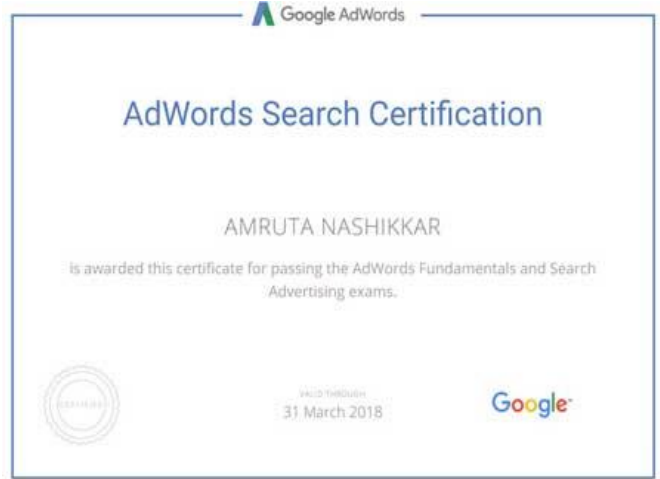 Google AdWords
AdWords Search Certification
AMRUTA NASHIKKAR
is awarded this certificate for passing the AdWords Fundamentals and Search
Advertising exams.
CERTIFIED
VALID THROUGH
31 March 2018
Google